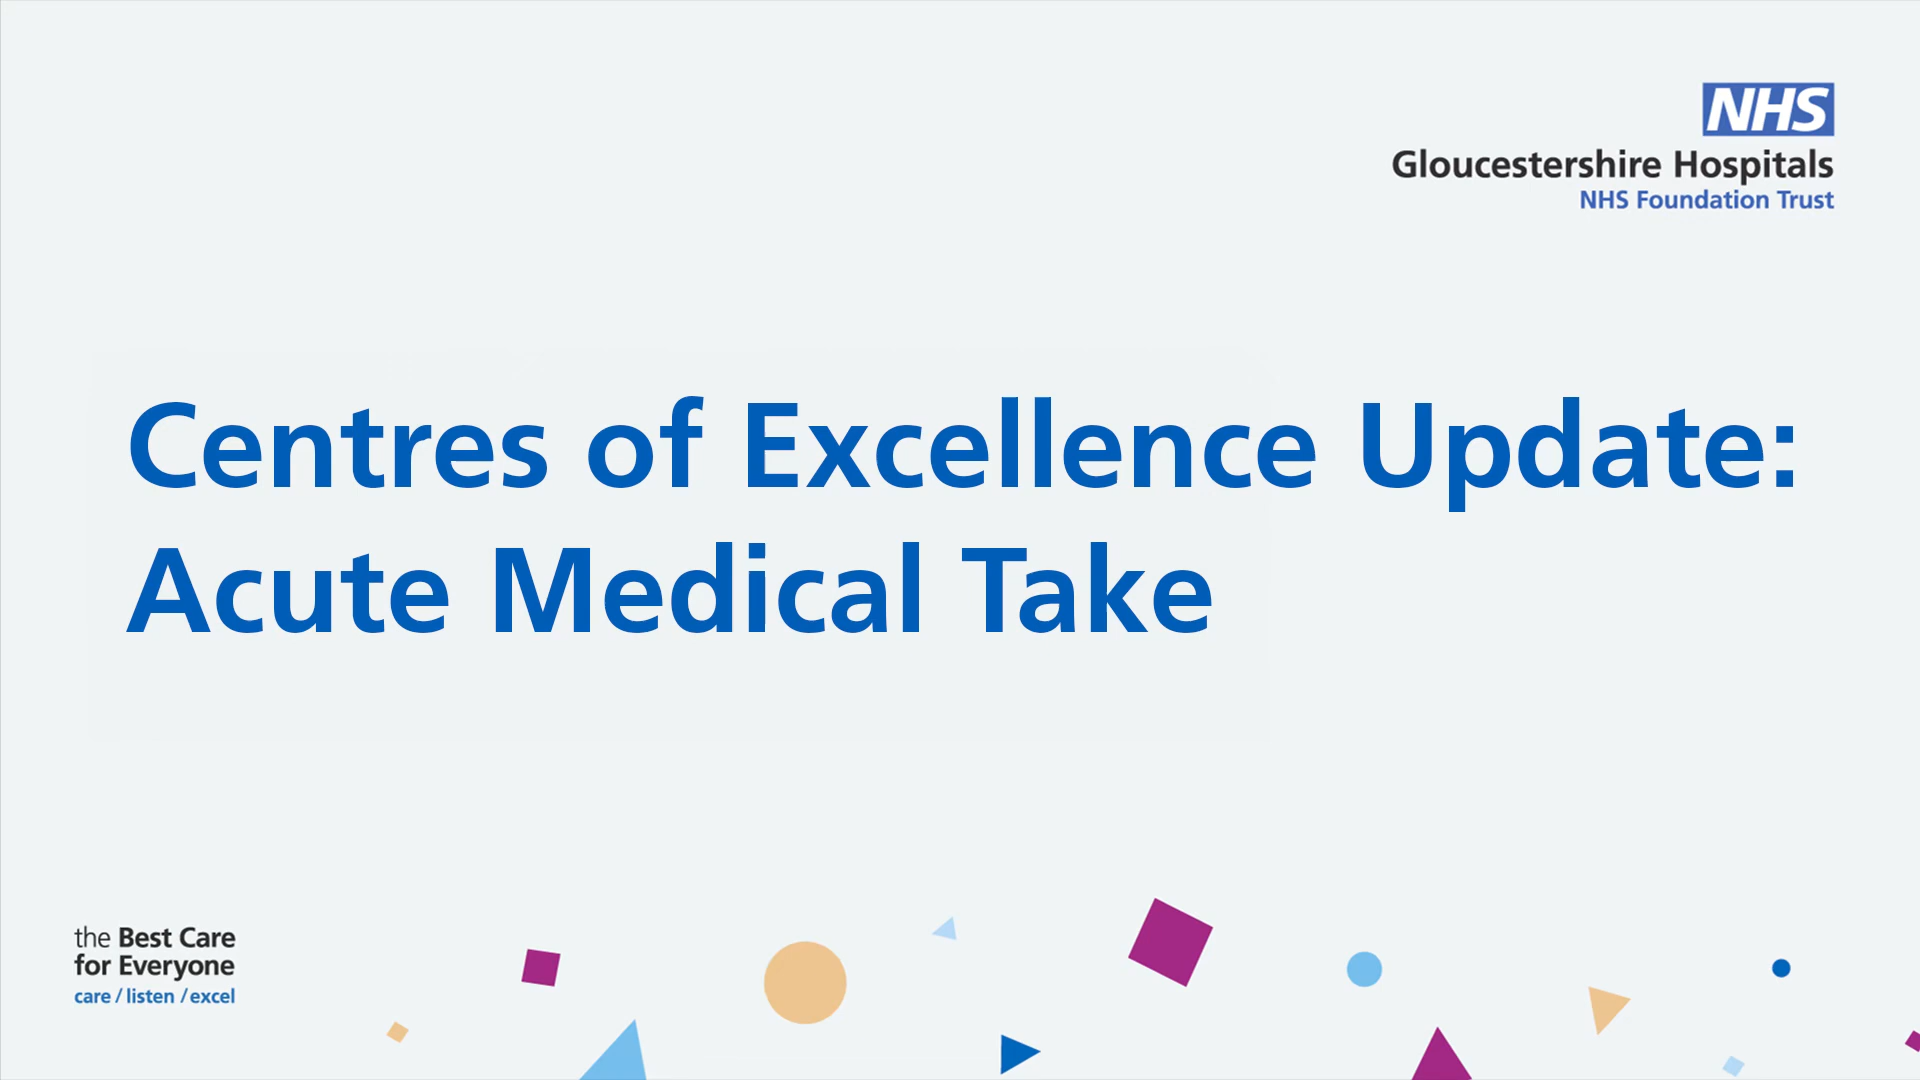 NHS
Gloucestershire Hospitals
NHS Foundation Trust
Centres of Excellence Update:
Acute Medical Take
the Best Care
for Everyone
care / listen / excel